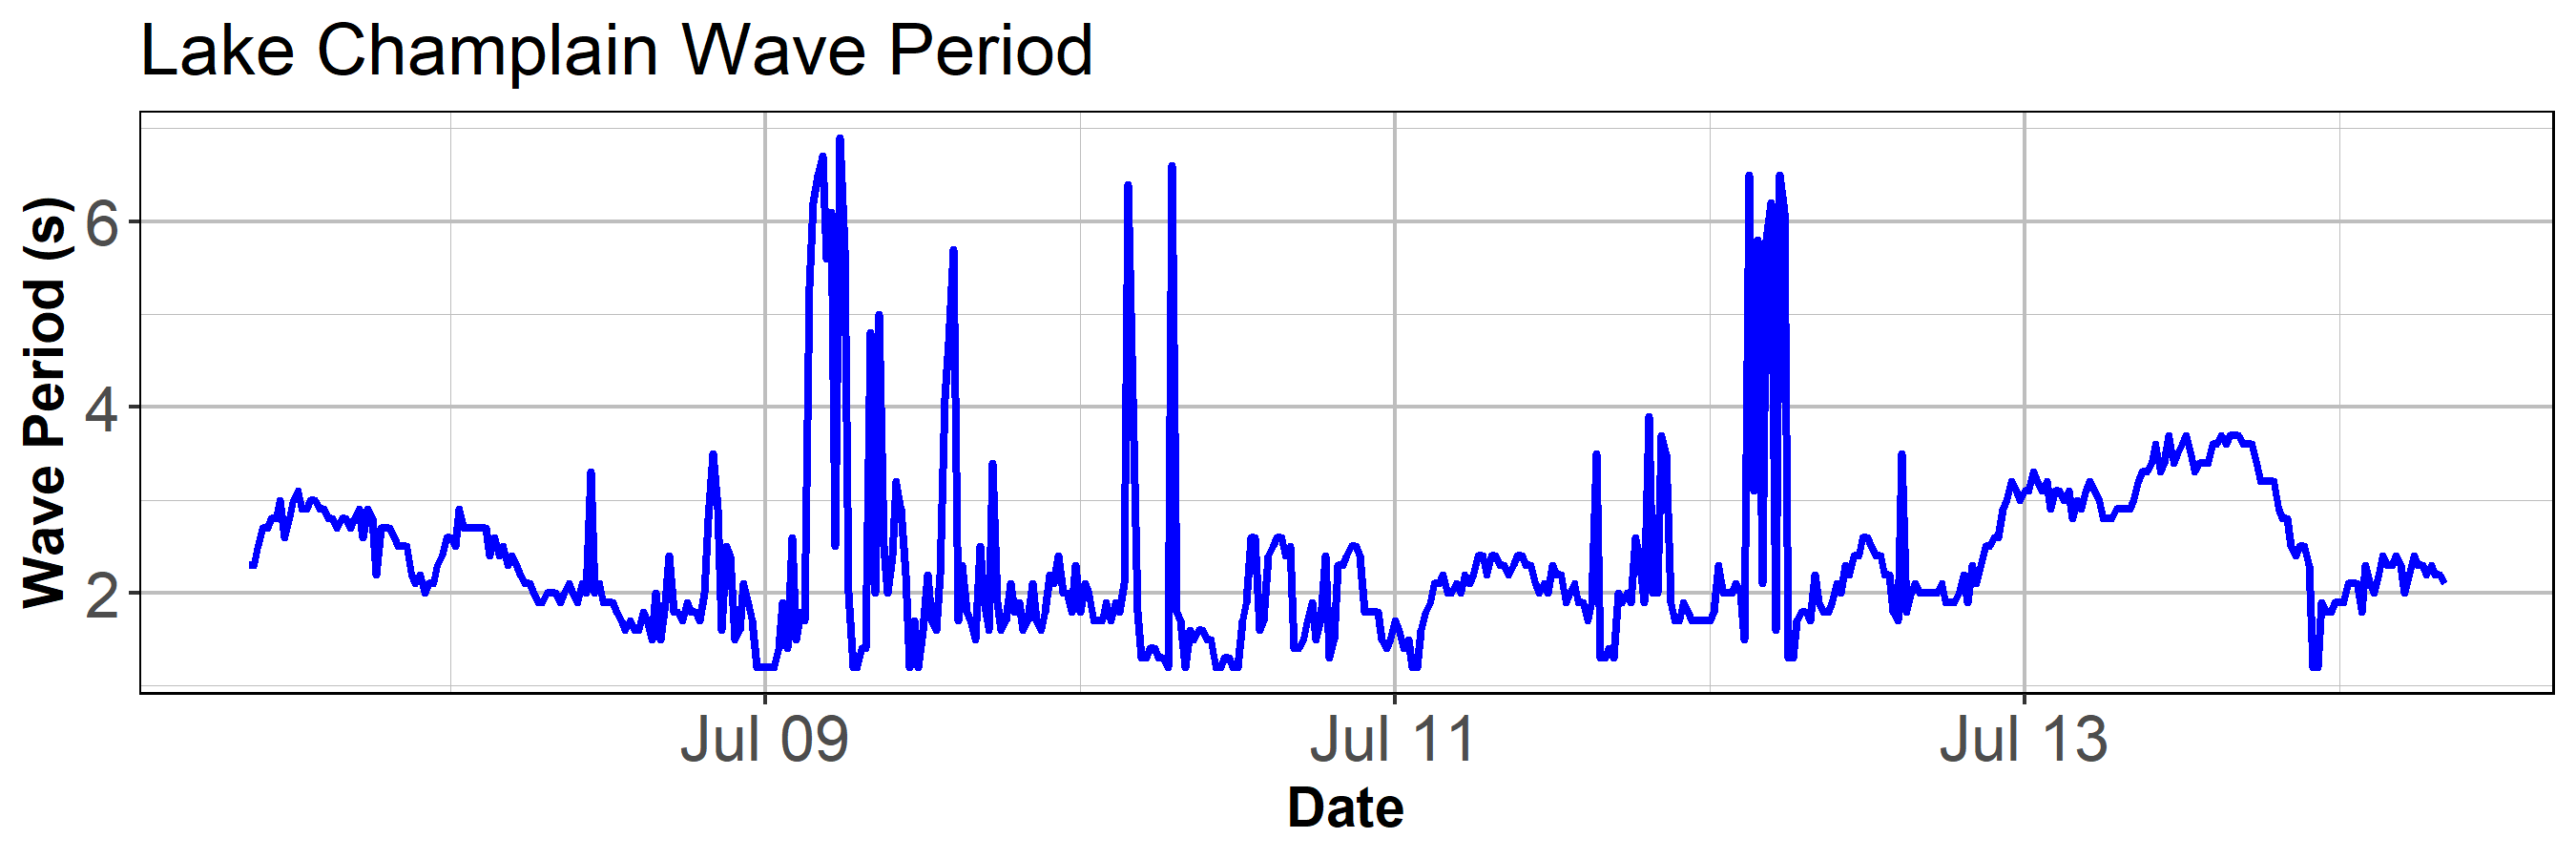 Lake Champlain Wave Period
Wave Period (s)
6
4
2
Jul 09 Jul 11 Jul 13
Date